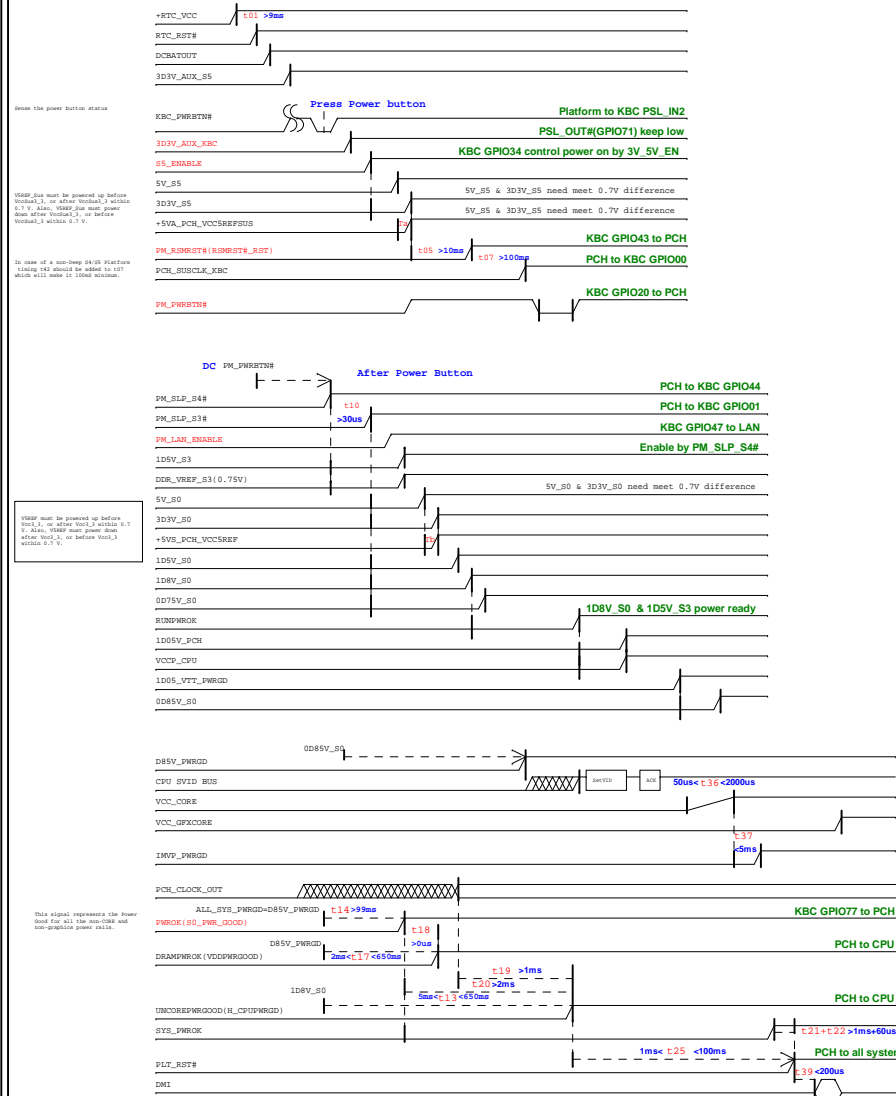 +RTC_VCC
t01 >9ms
RTC_RST#
DCBATOUT
3D3V_AUX_S5
Sense the power button status
Press Power button
KBC_PWRBTN#
Platform to KBC PSL_IN2
3D3V_AUX_KBC
PSL_OUT#(GPIO71) keep low
S5_ENABLE
KBC GPIO34 control power on by 3V_5V_EN
5V_S5
5V_S5 & 3D3V_S5 need meet 0.7V difference
V5REF_Sus must be powered up before
VccSus3_3, or after VccSus3_3 within
0.7 V. Also, V5REF_Sus must power
down after VccSus3_3, or before
VccSus3_3 within 0.7 V.
3D3V_S5
5V_S5 & 3D3V_S5 need meet 0.7V difference
+5VA_PCH_VCC5REFSUS
Ta
PM_RSMRST#(RSMRST#_RST)
t05 >10ms
KBC GPIO43 to PCH
t07 >100ms
PCH to KBC GPIO00
In case of a non-Deep S4/S5 Platform
timing t42 should be added to t07
which will make it 100mS minimum.
PCH_SUSCLK_KBC
PM_PWRBTN#
KBC GPIO20 to PCH
DC PM_PWRBTN#
After Power Button
PM_SLP_S4#
PCH to KBC GPIO44
t10
PM_SLP_S3#
>30us
PCH to KBC GPIO01
PM_LAN_ENABLE
KBC GPIO47 to LAN
1D5V_S3
Enable by PM_SLP_S4#
DDR_VREF_S3(0.75V)
5V_S0
5V_S0 & 3D3V_S0 need meet 0.7V difference
V5REF must be powered up before
Vcc3_3, or after Vcc3_3 within 0.7
V. Also, V5REF must power down
after Vcc3_3, or before Vcc3_3
within 0.7 V.
3D3V_S0
+5VS_PCH_VCC5REF
Tb
1D5V_S0
1D8V_S0
0D75V_S0
RUNPWROK
1D8V_S0 & 1D5V_S3 power ready
1D05V_PCH
VCCP_CPU
1D05_VTT_PWRGD
0D85V_S0
0D85V_S0
D85V_PWRGD
CPU SVID BUS
SetVID
ACK
50us< t36 <2000us
VCC_CORE
VCC_GFXCORE
t37
<5ms
IMVP_PWRGD
PCH_CLOCK_OUT
This signal represents the Power
Good for all the non-CORE and
non-graphics power rails.
ALL_SYS_PWRGD=D85V_PWRGD
t14 >99ms
KBC GPIO77 to PCH
PWROK(S0_PWR_GOOD)
t18
>0us
D85V_PWRGD
PCH to CPU
DRAMPWROK(VDDPWRGOOD)
2ms< t17 <650ms
t19 >1ms
t20 >2ms
1D8V_S0
5ms< t13 <650ms
PCH to CPU
UNCOREPWRGOOD(H_CPUPWRGD)
SYS_PWROK
t21+t22 >1ms+60us
1ms< t25 <100ms
PCH to all system
PLT_RST#
t39 <200us
DMI